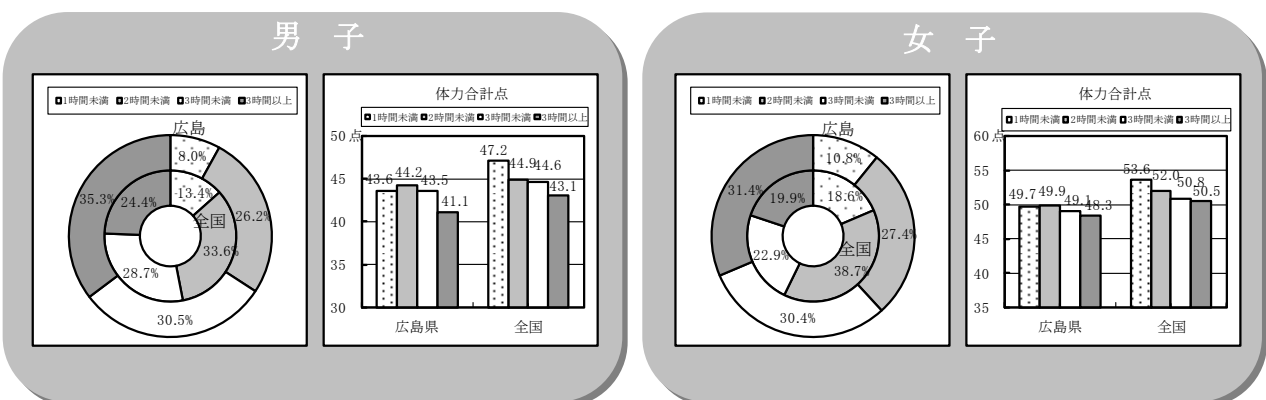 男 子
1時間未満 2時間未満 3時間未満 3時間以上
広島
8.0%
13.4%
35.3%
24.4%
全国
26.2%
33.6%
28.7%
30.5%
体力合計点
1時間未満 2時間未満 3時間未満 3時間以上
50 点
45
40
35
30
43.6
44.2
43.5
41.1
47.2
44.9
44.6
43.1
広島県 全国
女 子
1時間未満 2時間未満 3時間未満 3時間以上
広島
10.8%
18.6%
31.4%
19.9%
27.4%
全国
22.9%
38.7%
30.4%
体力合計点
1時間未満 2時間未満 3時間未満 3時間以上
60 点
55
50
45
40
35
49.7
49.9
49.1
48.3
53.6
52.0
50.8
50.5
広島県 全国